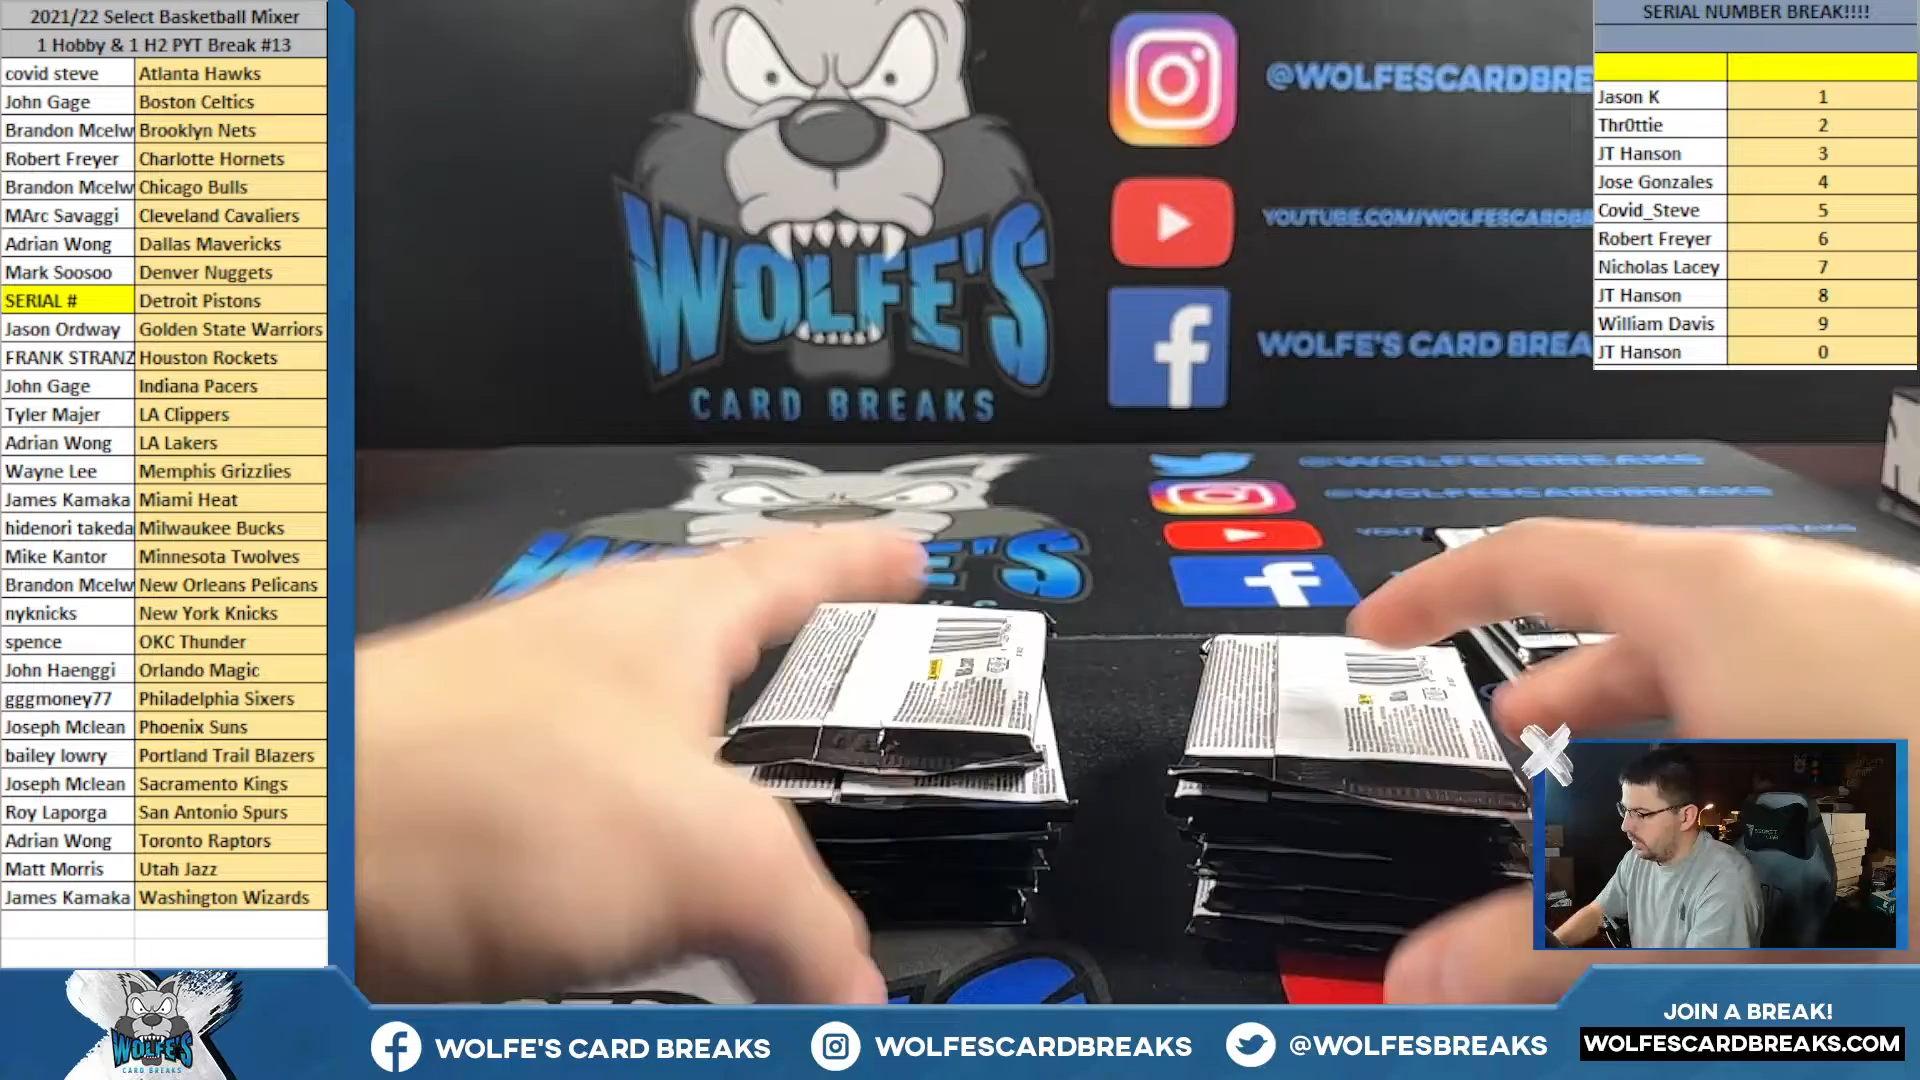 2021/22 Select Basketball Mixer
1 Hobby & 1 H2 PYT Break #13
covid steve Atlanta Hawks
John Gage Boston Celtics
Brandon Mcelw Brooklyn Nets
Robert Freyer Charlotte Hornets
Brandon Mcelw Chicago Bulls
MArc Savaggi Cleveland Cavaliers
Adrian Wong Dallas Mavericks
Mark Soosoo Denver Nuggets
SERIAL # Detroit Pistons
Jason Ordway Golden State Warriors
FRANK STRANZ Houston Rockets
John Gage Indiana Pacers
Tyler Majer LA Clippers
Adrian Wong LA Lakers
Wayne Lee Memphis Grizzlies
James Kamaka Miami Heat
hidenori takeda Milwaukee Bucks
Mike Kantor Minnesota Twolves
Brandon Mcelw New Orleans Pelicans
nyknicks New York Knicks
spence OKC Thunder
John Haenggi Orlando Magic
gggmoney77 Philadelphia Sixers
Joseph Mclean Phoenix Suns
bailey lowry Portland Trail Blazers
Joseph Mclean Sacramento Kings
Roy Laporga San Antonio Spurs
Adrian Wong Toronto Raptors
Matt Morris Utah Jazz
James Kamaka Washington Wizards
WOLFE'S
CARD BREAKS
@WOLFESCARDBRE
YOUTUBE.COM/WOLFESCARDBR
WOLFE'S CARD BREA
SERIAL NUMBER BREAK!!!!
Jason K 1
Thr0ttie 2
JT Hanson 3
Jose Gonzales 4
Covid_Steve 5
Robert Freyer 6
Nicholas Lacey 7
JT Hanson 8
William Davis 9
JT Hanson 0
@WOLFESBREAKS
@WOLFESCARDBREAKS
WOLFE'S
CARD BREAKS
WOLFE'S CARD BREAKS
WOLFESCARDBREAKS
@WOLFESBREAKS
JOIN A BREAK!
WOLFESCARDBREAKS.COM